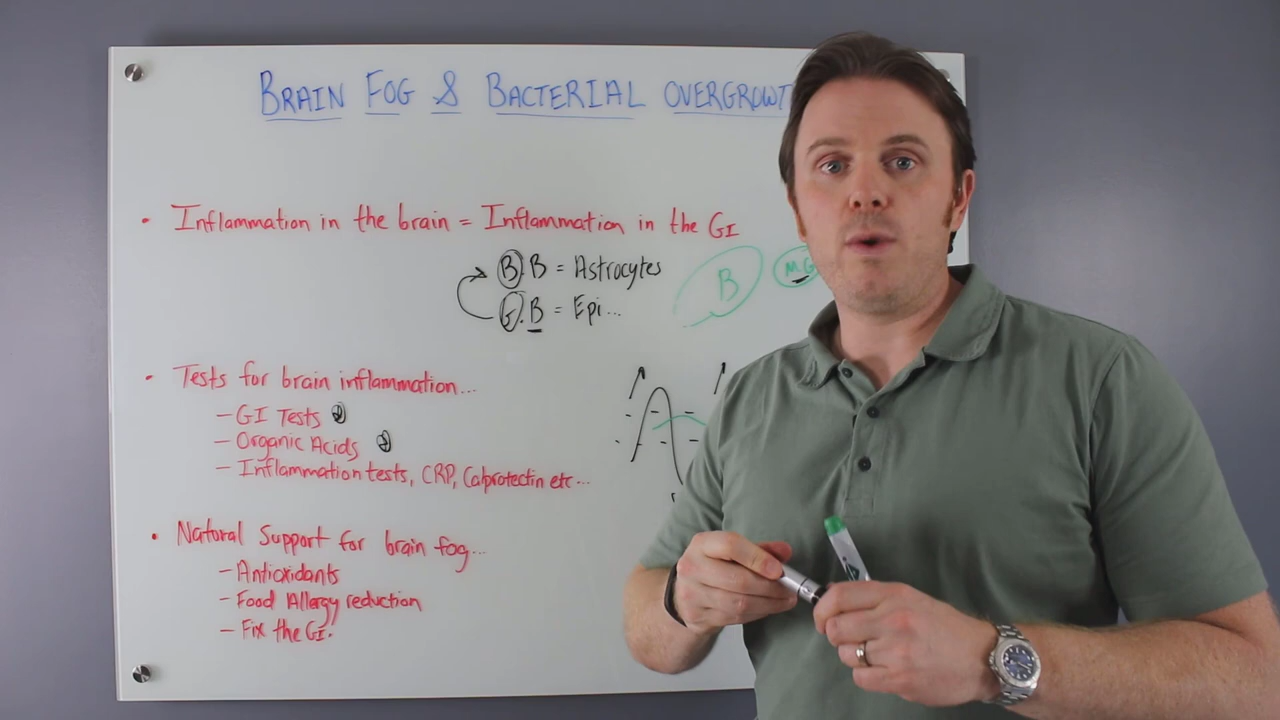 BRAIN FOG & BACTERIAL OVERGROWT
• Inflammation in the brain = Inflammation in the GI
B.B = Astrocytes
G.B = Epi...
B
MG
• Tests for brain inflammation...
- GI Tests
- Organic Acids
- Inflammation tests, CRP, Calprotectin etc...
• Natural Support for brain fog...
- Antioxidants
- Food Allergy reduction
- Fix the GI.